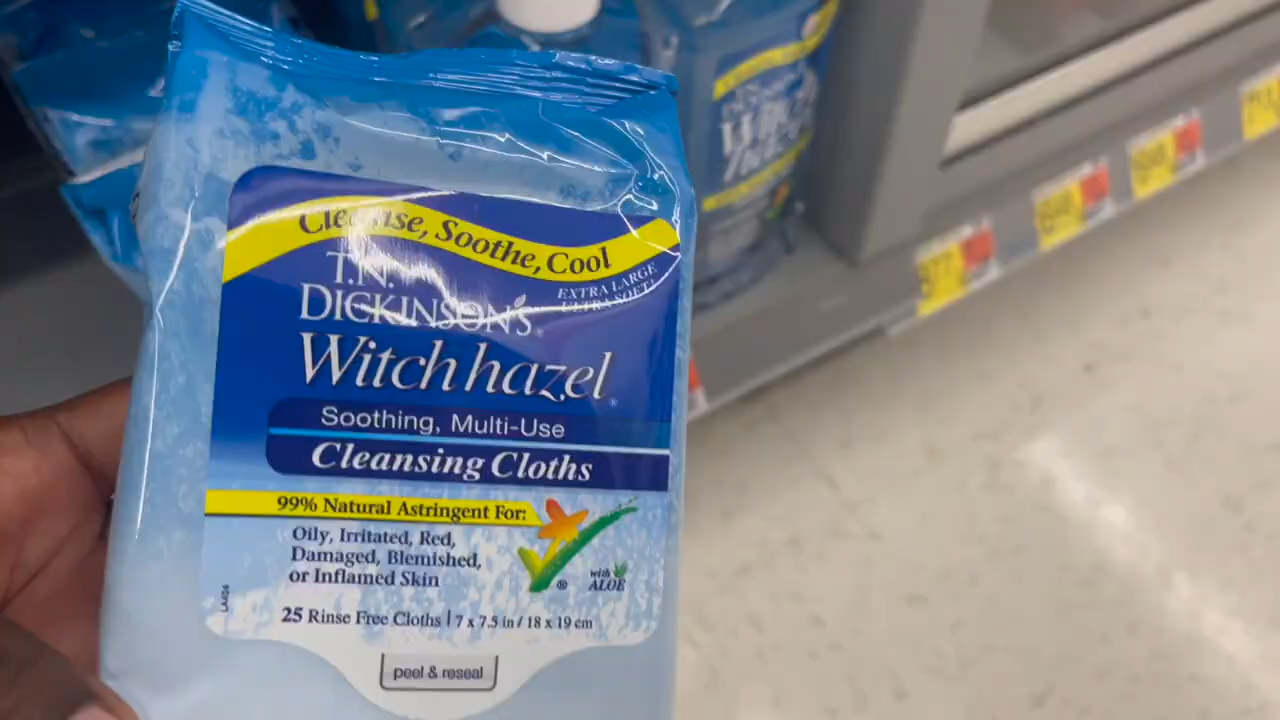 Cleanse, Soothe, Cool
EXTRA LARGE
ULTRA SOFT!
T.N.
DICKINSON'S®
Witch hazel®
Soothing, Multi-Use
Cleansing Cloths
99% Natural Astringent For:
Oily, Irritated, Red,
Damaged, Blemished,
or Inflamed Skin
®
with
ALOE
25 Rinse Free Cloths | 7 x 7.5 in / 18 x 19 cm
peel & reseal